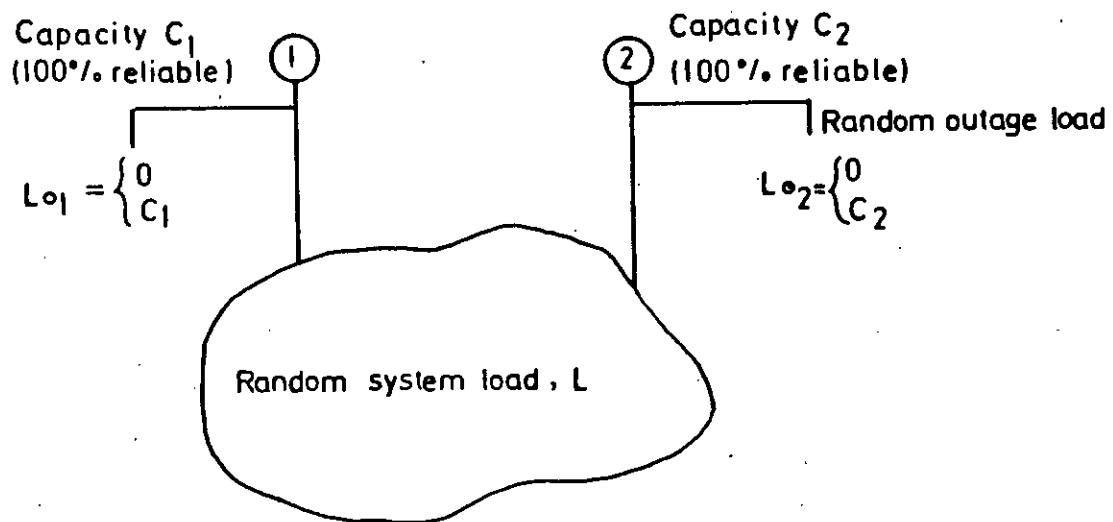 Capacity C₁
(100% reliable)
1
Lo₁ = { 0
C₁
2
Capacity C₂
(100% reliable)
Random outage load
Lo₂ = { 0
C₂
Random system load, L